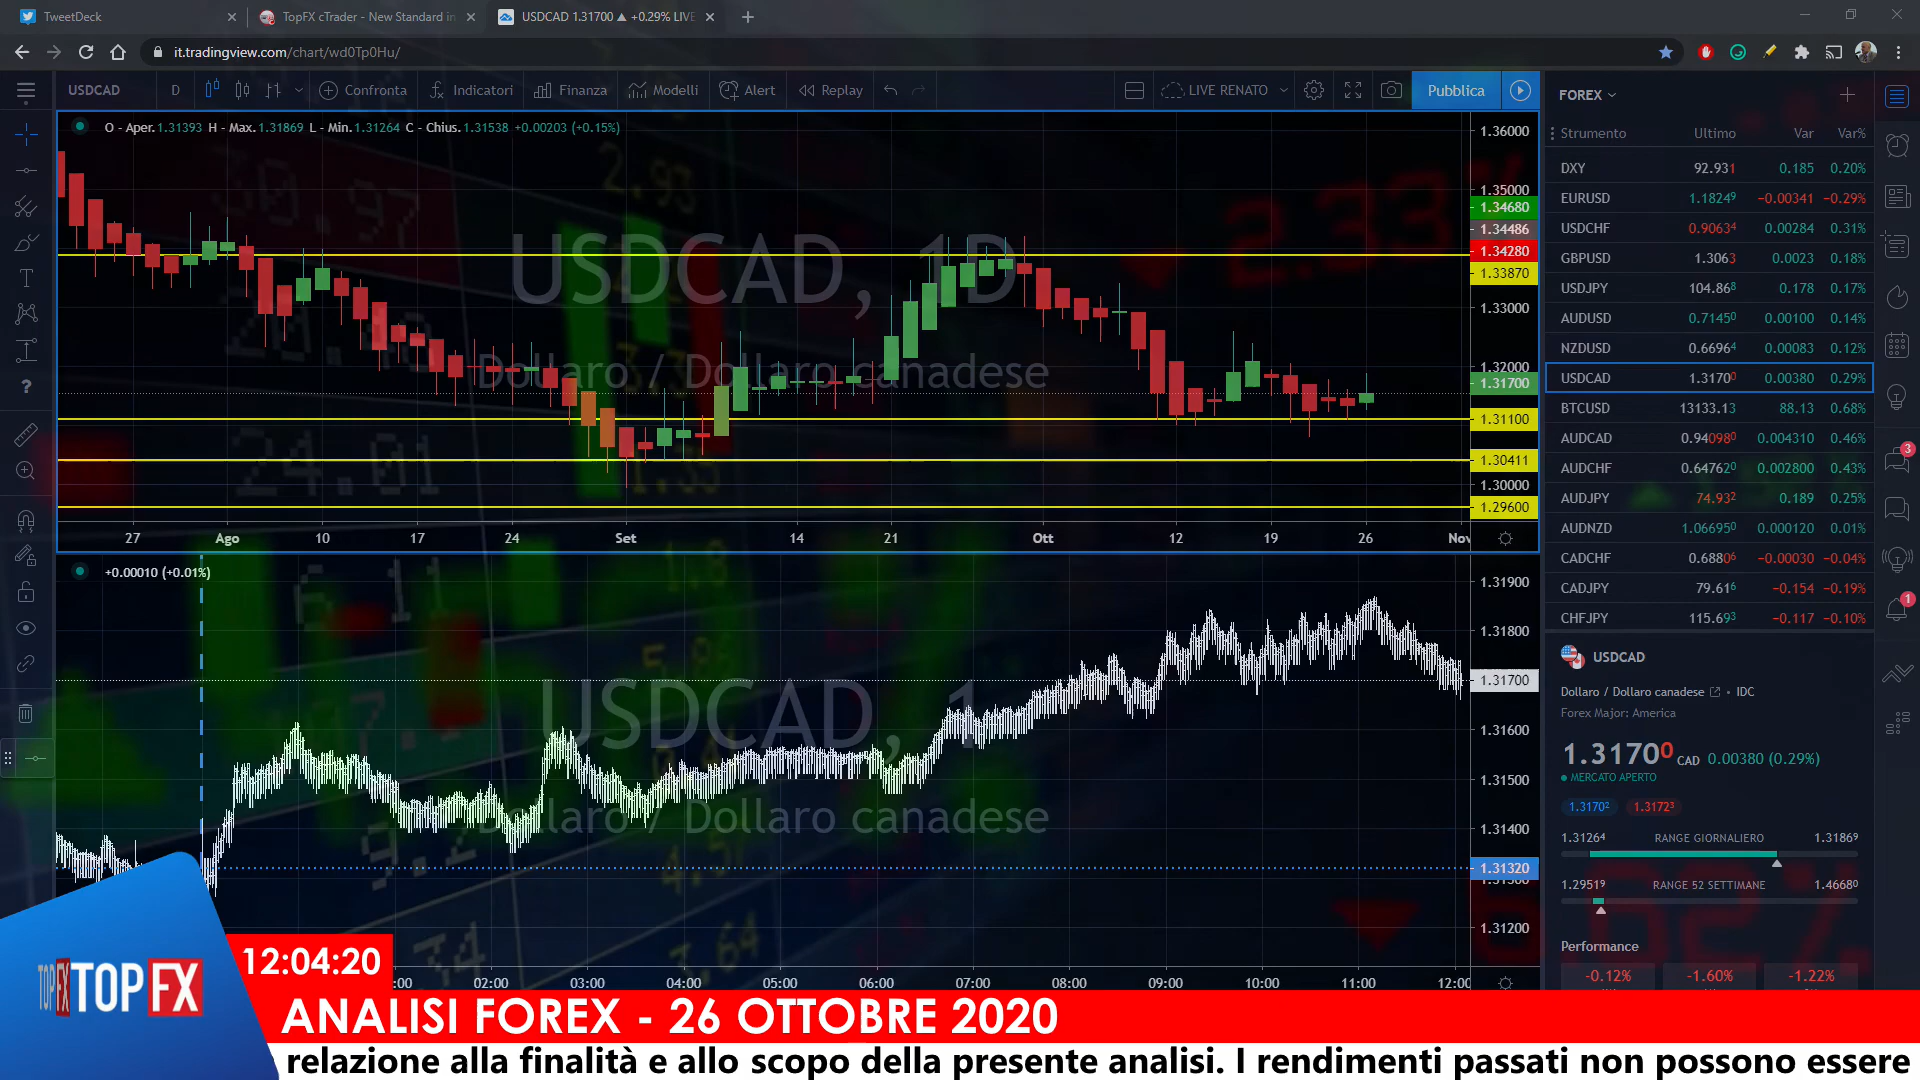 TweetDeck
TopFX cTrader - New Standard in
USDCAD 1.31700 ▲ +0.29% LIVE
it.tradingview.com/chart/wd0Tp0Hu/
USDCAD D Confronta Indicatori Finanza Modelli Alert Replay LIVE RENATO Pubblica
O - Aper. 1.31393 H - Max. 1.31869 L - Min. 1.31264 C - Chius. 1.31538 +0.00203 (+0.15%)
USDCAD, 1D
Dollaro / Dollaro canadese
1.36000
1.35000
1.34680
1.34486
1.34280
1.33870
1.33000
1.32000
1.31700
1.31100
1.30411
1.30000
1.29600
27 Ago 10 17 24 Set 14 21 Ott 12 19 26 Nov
+0.00010 (+0.01%)
USDCAD, 1
Dollaro / Dollaro canadese
1.31900
1.31800
1.31700
1.31600
1.31500
1.31400
1.31320
1.31200
02:00 03:00 04:00 05:00 06:00 07:00 08:00 09:00 10:00 11:00 12:00
FOREX
Strumento Ultimo Var Var%
DXY 92.931 0.185 0.20%
EURUSD 1.18249 −0.00341 −0.29%
USDCHF 0.90634 0.00284 0.31%
GBPUSD 1.3063 0.0023 0.18%
USDJPY 104.868 0.178 0.17%
AUDUSD 0.71450 0.00100 0.14%
NZDUSD 0.66964 0.00083 0.12%
USDCAD 1.31700 0.00380 0.29%
BTCUSD 13133.13 88.13 0.68%
AUDCAD 0.940980 0.004310 0.46%
AUDCHF 0.647620 0.002800 0.43%
AUDJPY 74.932 0.189 0.25%
AUDNZD 1.066950 0.000120 0.01%
CADCHF 0.68806 −0.00030 −0.04%
CADJPY 79.616 −0.154 −0.19%
CHFJPY 115.693 −0.117 −0.10%
3
1
USDCAD
Dollaro / Dollaro canadese • IDC
Forex Major: America
1.31700 CAD 0.00380 (0.29%)
MERCATO APERTO
1.31702 1.31723
1.31264 RANGE GIORNALIERO 1.31869
1.29519 RANGE 52 SETTIMANE 1.46680
Performance
-0.12% -1.60% -1.22%
TOPFX
12:04:20
ANALISI FOREX - 26 OTTOBRE 2020
relazione alla finalità e allo scopo della presente analisi. I rendimenti passati non possono essere